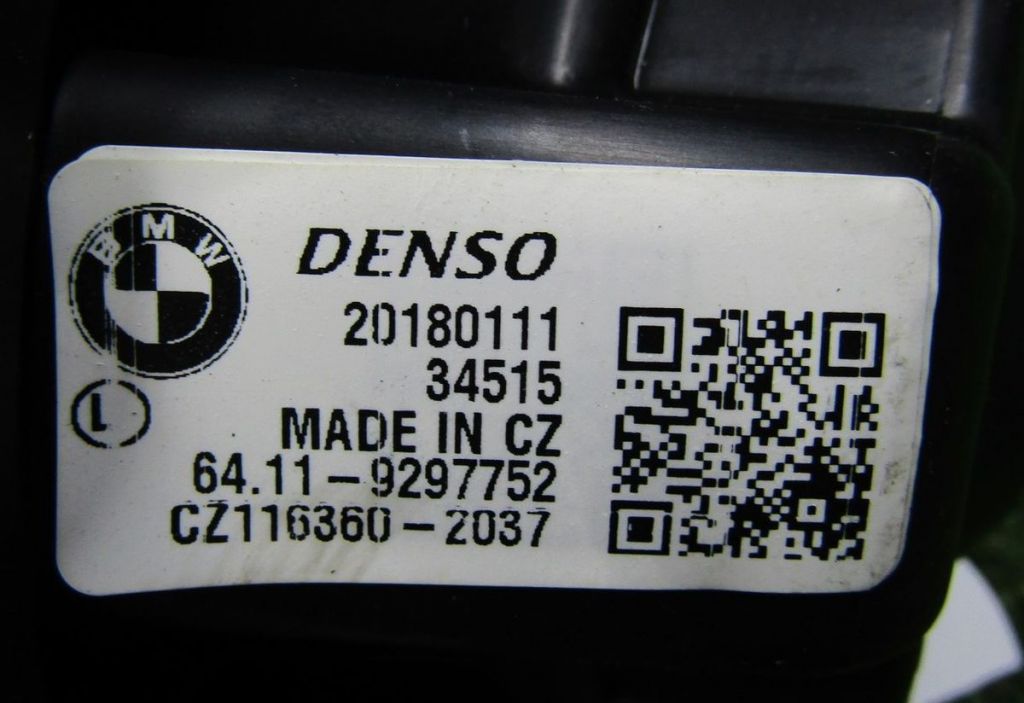 BMW
DENSO
20180111
34515
L
MADE IN CZ
64.11-9297752
CZ116360-2037